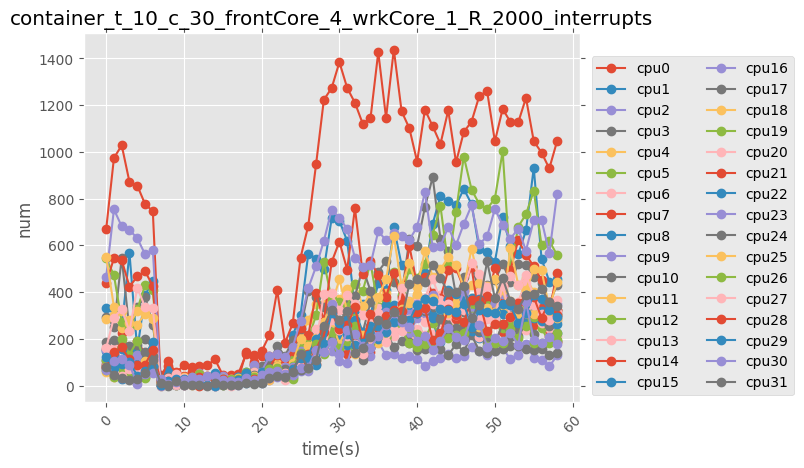 container_t_10_c_30_frontCore_4_wrkCore_1_R_2000_interrupts
1400
1200
1000
800
600
400
200
0
num
0
10
20
30
40
50
60
time(s)
cpu0
cpu1
cpu2
cpu3
cpu4
cpu5
cpu6
cpu7
cpu8
cpu9
cpu10
cpu11
cpu12
cpu13
cpu14
cpu15
cpu16
cpu17
cpu18
cpu19
cpu20
cpu21
cpu22
cpu23
cpu24
cpu25
cpu26
cpu27
cpu28
cpu29
cpu30
cpu31